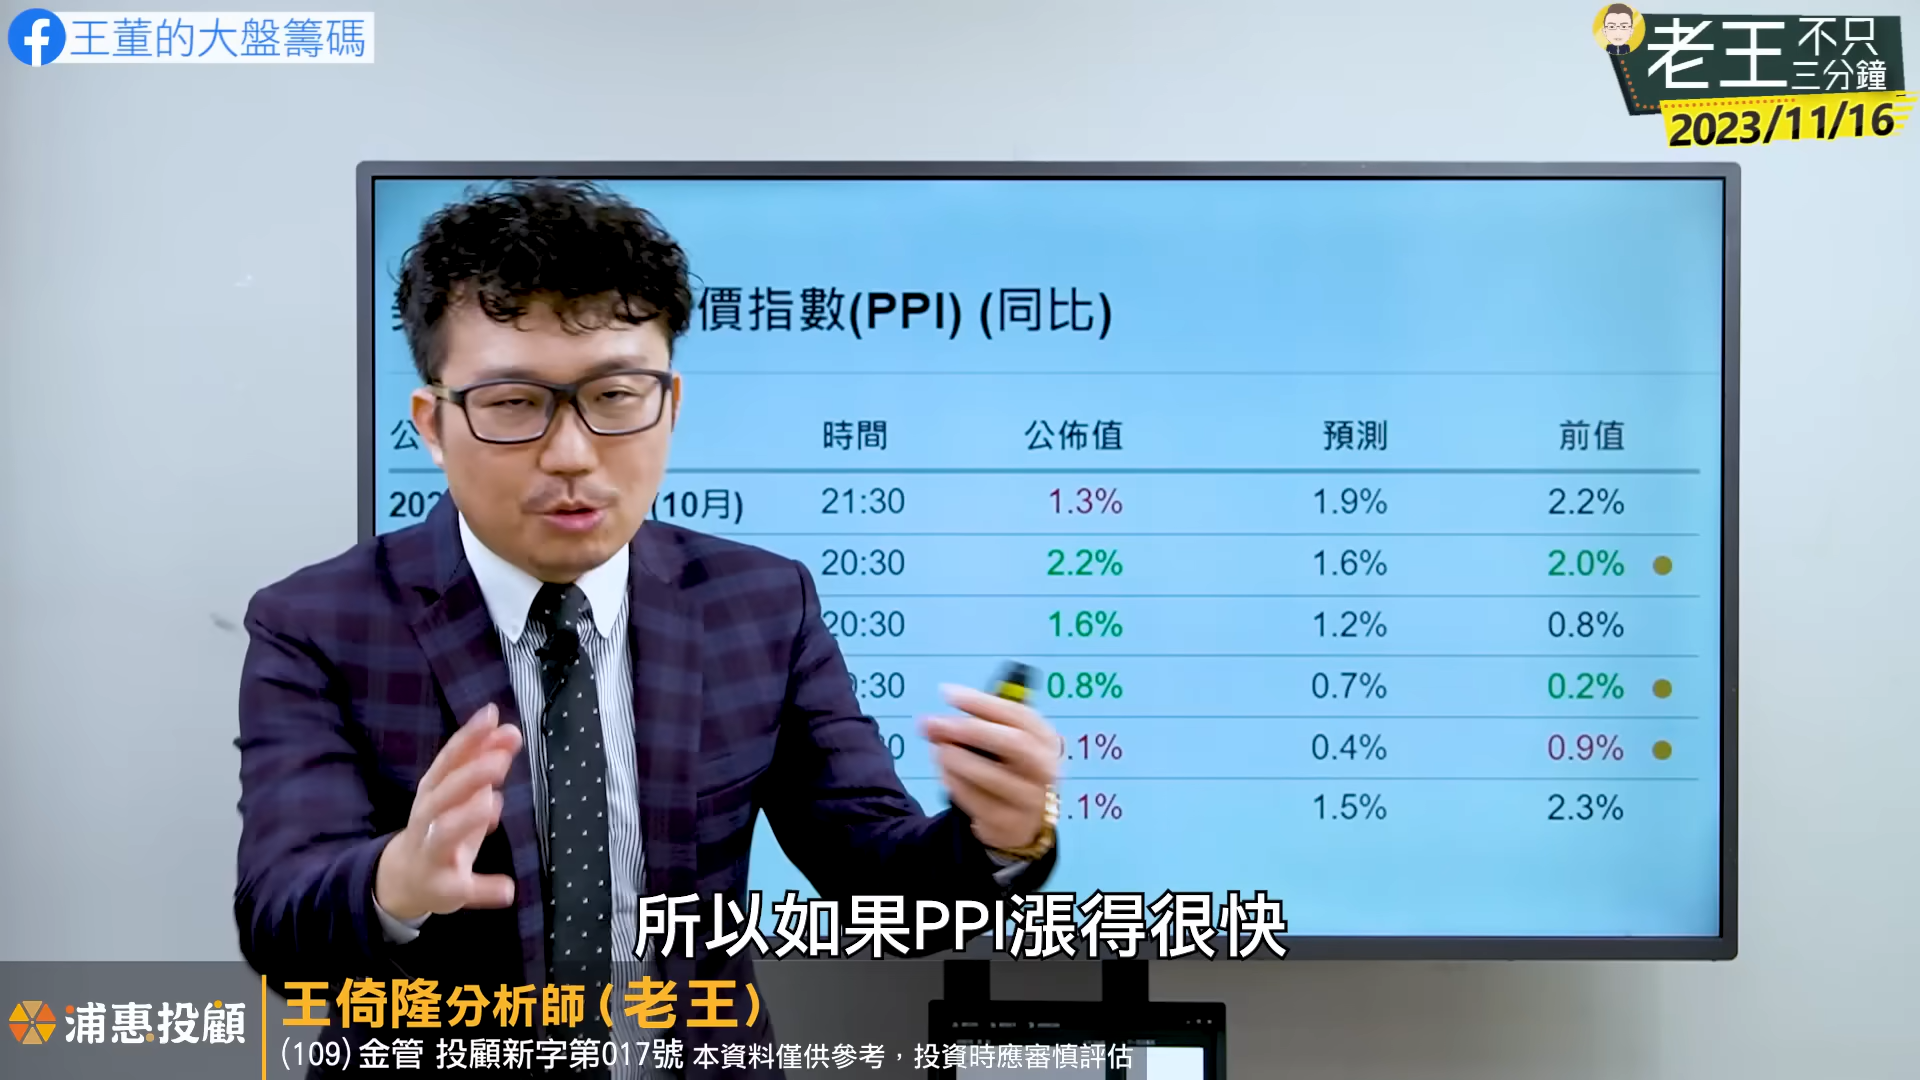 王董的大盤籌碼
老王不只三分鐘
2023/11/16
價指數(PPI) (同比)
公 時間 公佈值 預測 前值
202 (10月) 21:30 1.3% 1.9% 2.2%
20:30 2.2% 1.6% 2.0%
20:30 1.6% 1.2% 0.8%
:30 0.8% 0.7% 0.2%
0 .1% 0.4% 0.9%
.1% 1.5% 2.3%
所以如果PPI漲得很快
浦惠投顧
王倚隆分析師(老王)
(109)金管 投顧新字第017號 本資料僅供參考，投資時應審慎評估